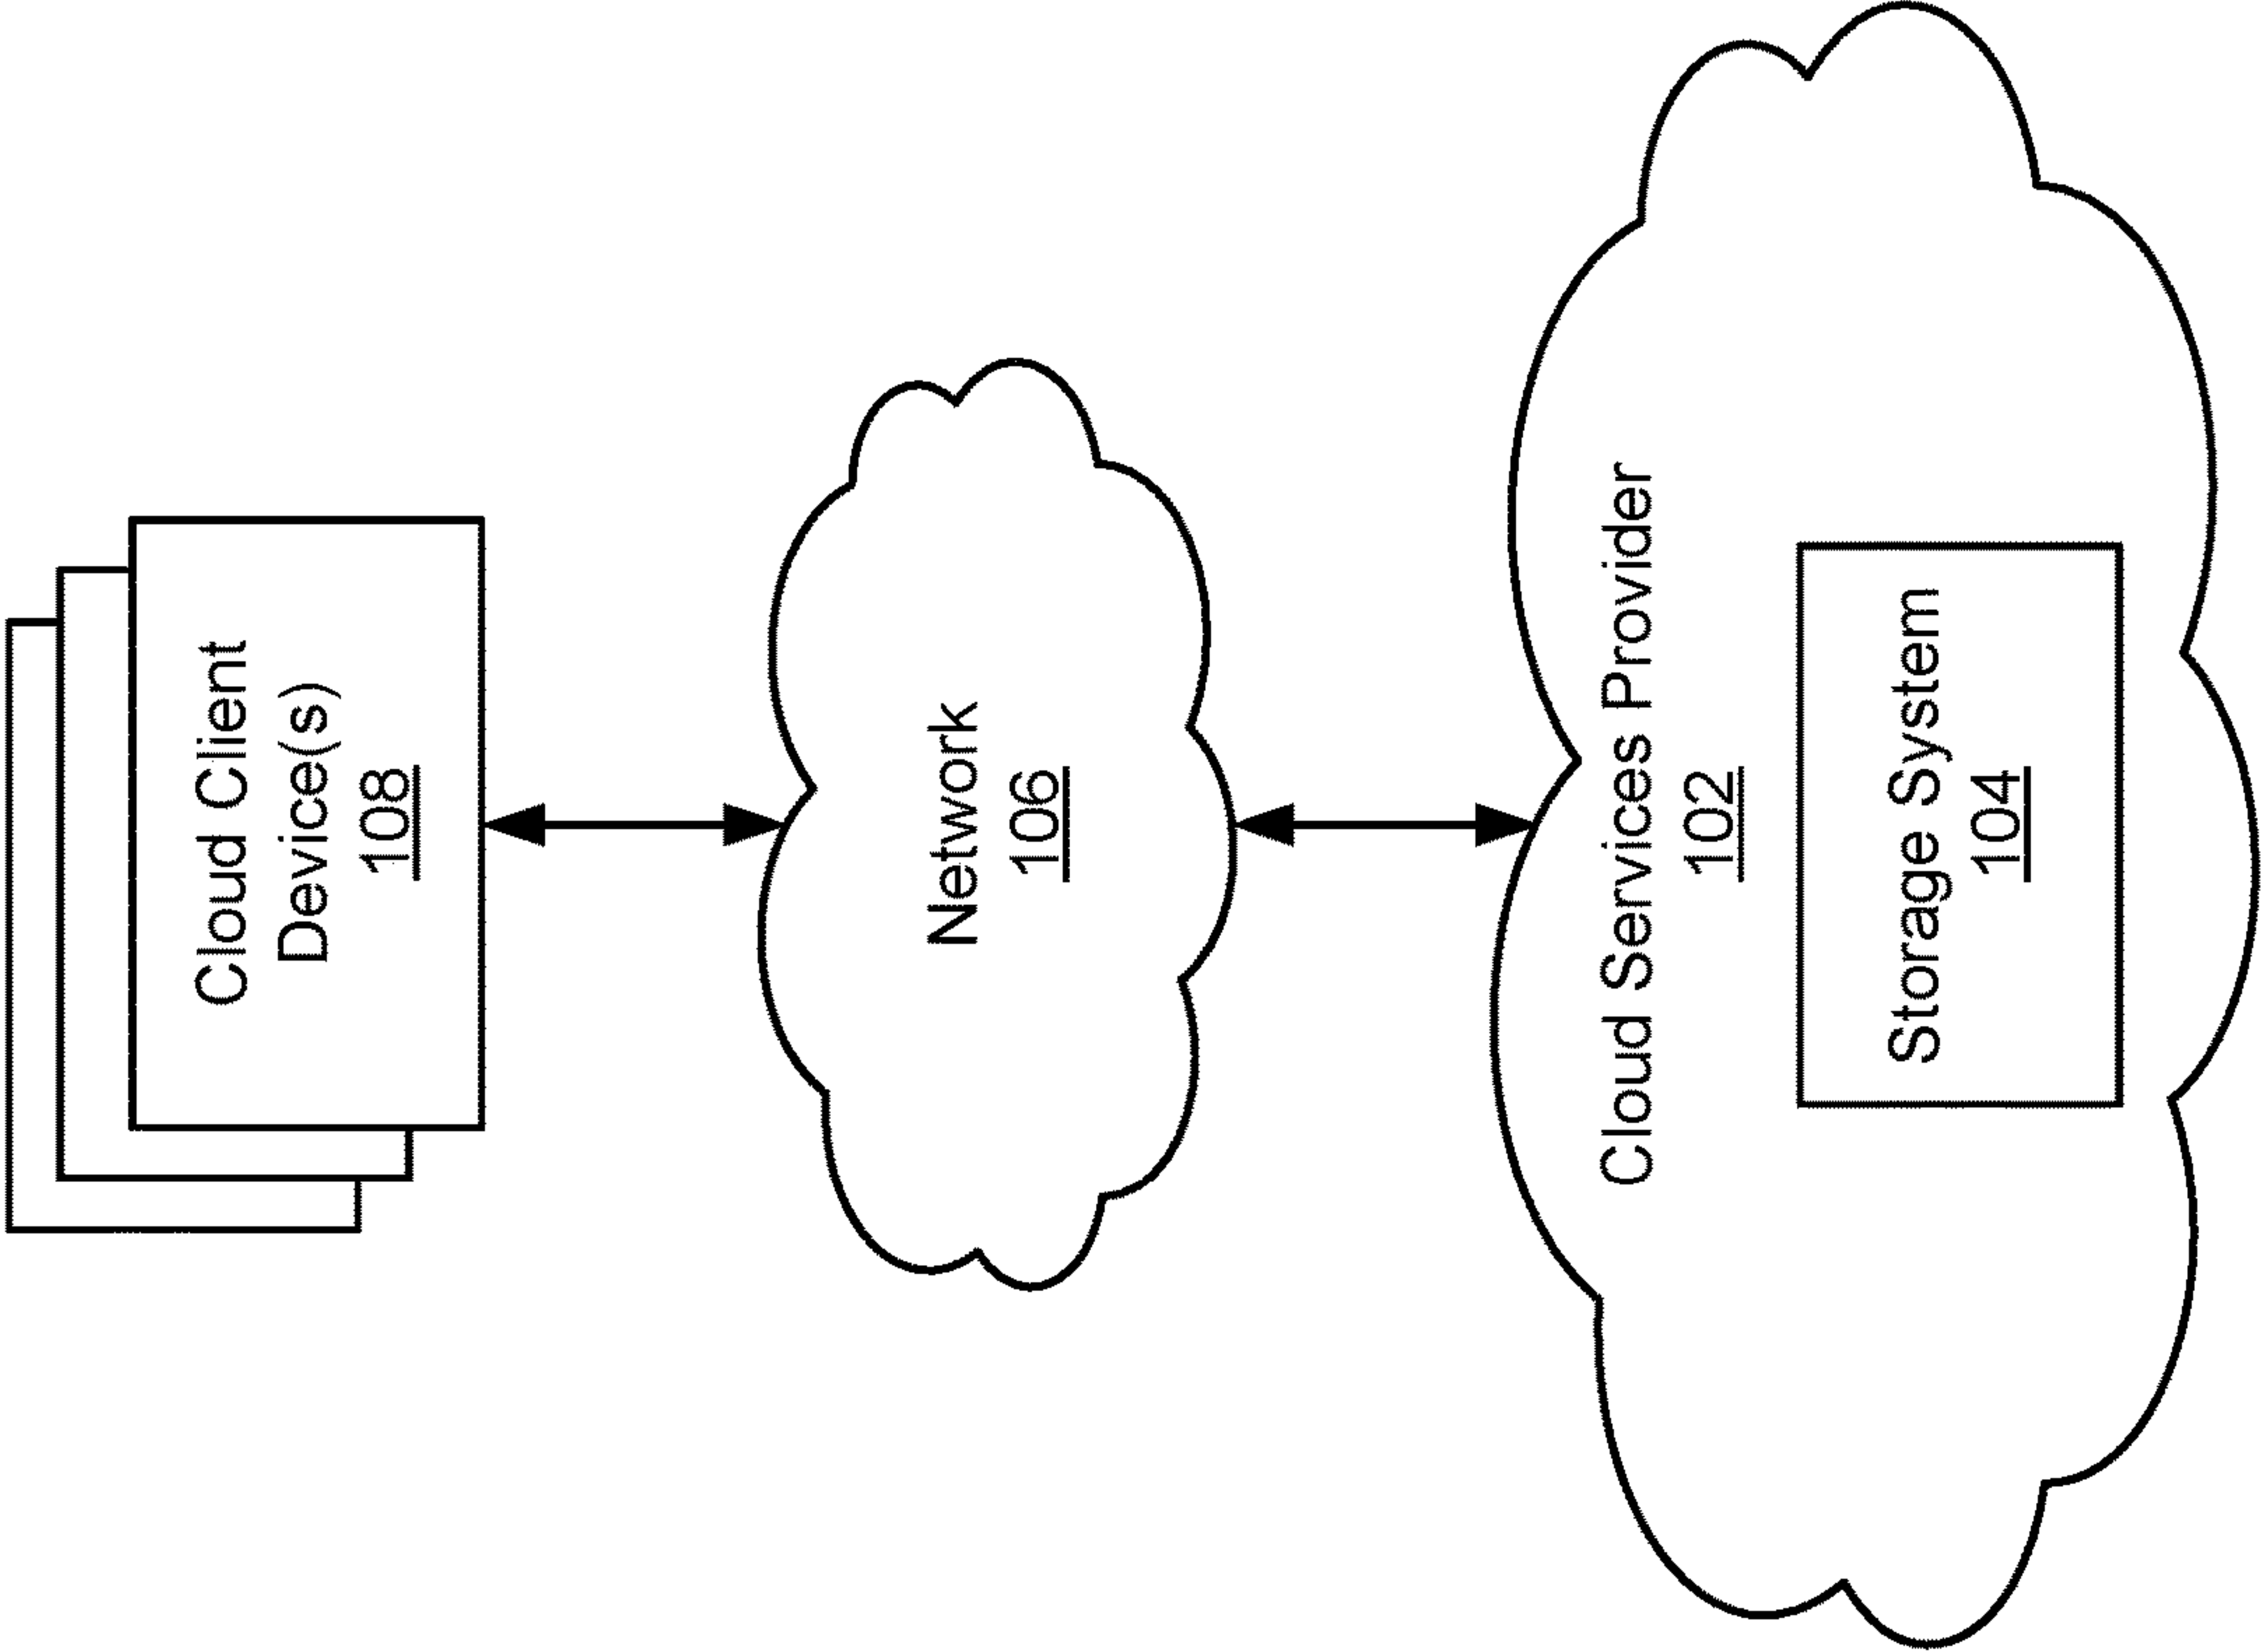 Cloud Client
Device(s)
108
Network
106
Cloud Services Provider
102
Storage System
104